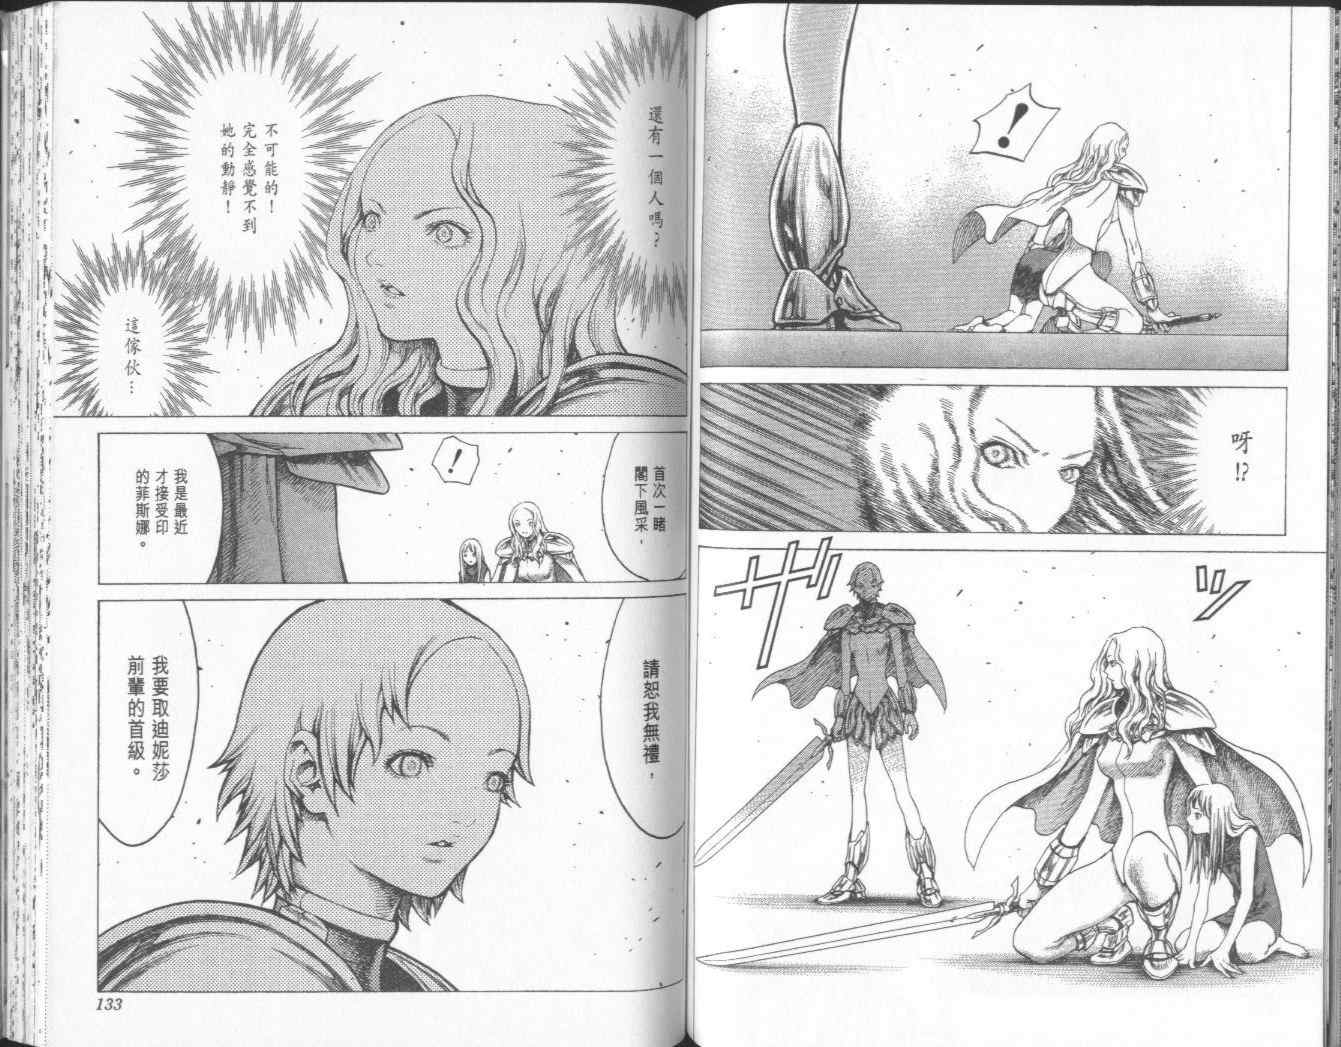 !
呀!?
ザッ
還有一個人嗎?
不可能的!
完全感覺不到
她的動靜!
這傢伙…
首次一睹
閣下風采,
!
我是最近
才接受印
的菲斯娜。
請恕我無禮,
我要取迪妮莎
前輩的首級。
133